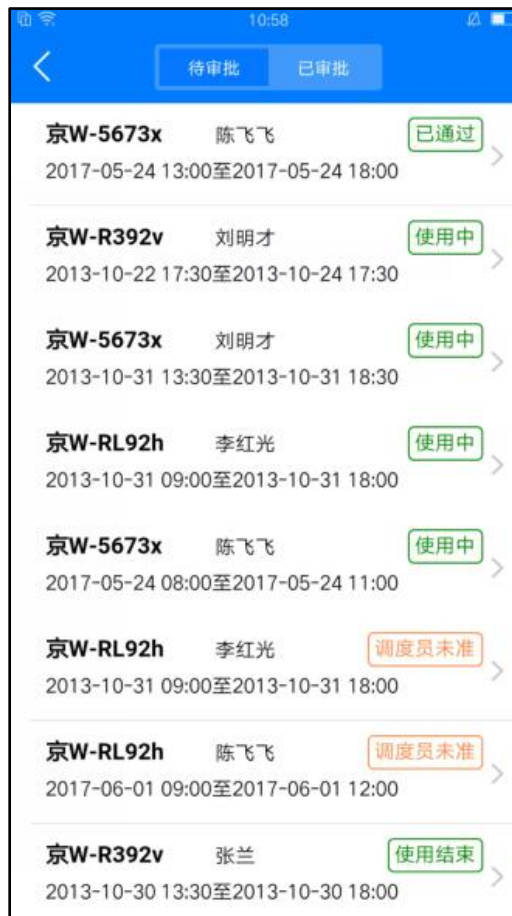 10:58
待审批 已审批
京W-5673x 陈飞飞 已通过
2017-05-24 13:00至2017-05-24 18:00
京W-R392v 刘明才 使用中
2013-10-22 17:30至2013-10-24 17:30
京W-5673x 刘明才 使用中
2013-10-31 13:30至2013-10-31 18:30
京W-RL92h 李红光 使用中
2013-10-31 09:00至2013-10-31 18:00
京W-5673x 陈飞飞 使用中
2017-05-24 08:00至2017-05-24 11:00
京W-RL92h 李红光 调度员未准
2013-10-31 09:00至2013-10-31 18:00
京W-RL92h 陈飞飞 调度员未准
2017-06-01 09:00至2017-06-01 12:00
京W-R392v 张兰 使用结束
2013-10-30 13:30至2013-10-30 18:00